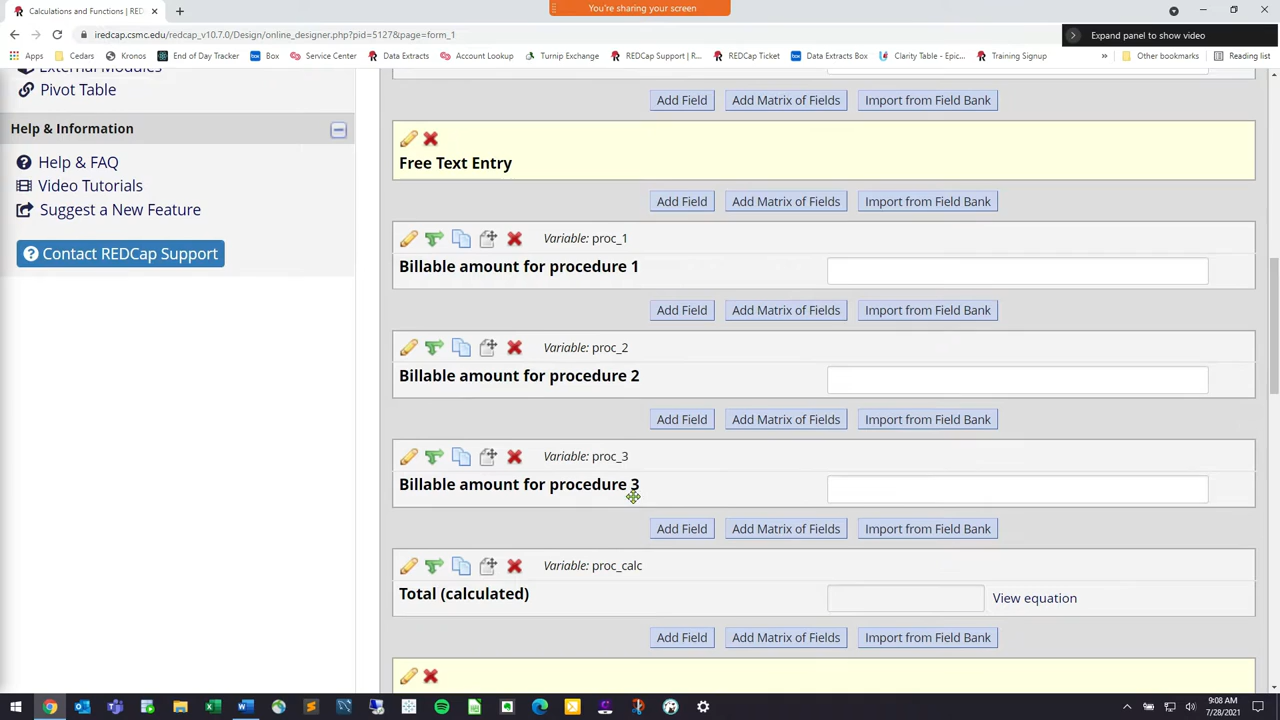 Calculations and Functions | RED
You're sharing your screen
iredcap.csmc.edu/redcap_v10.7.0/Design/online_designer.php?pid=5127&page=form_1
Expand panel to show video
Apps
Cedars
Kronos
End of Day Tracker
Box
Service Center
Data Extracts
Account Lookup
Turnip Exchange
REDCap Support | R...
REDCap Ticket
Data Extracts Box
Clarity Table - Epic...
Training Signup
»
Other bookmarks
Reading list
External Modules
Pivot Table
Help & Information
Help & FAQ
Video Tutorials
Suggest a New Feature
Contact REDCap Support
Add Field
Add Matrix of Fields
Import from Field Bank
Free Text Entry
Add Field
Add Matrix of Fields
Import from Field Bank
Variable: proc_1
Billable amount for procedure 1
Add Field
Add Matrix of Fields
Import from Field Bank
Variable: proc_2
Billable amount for procedure 2
Add Field
Add Matrix of Fields
Import from Field Bank
Variable: proc_3
Billable amount for procedure 3
Add Field
Add Matrix of Fields
Import from Field Bank
Variable: proc_calc
Total (calculated)
View equation
Add Field
Add Matrix of Fields
Import from Field Bank
9:08 AM
7/28/2021